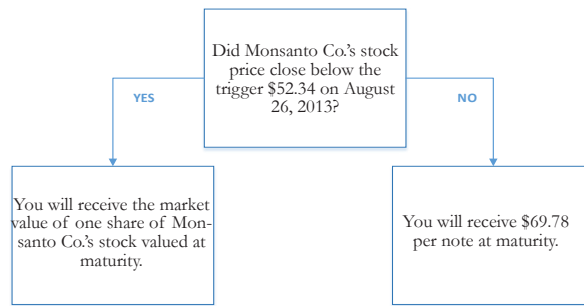 Did Monsanto Co.'s stock
price close below the
trigger $52.34 on August
26, 2013?
YES
NO
You will receive the market
value of one share of Mon-
santo Co.'s stock valued at
maturity.
You will receive $69.78
per note at maturity.